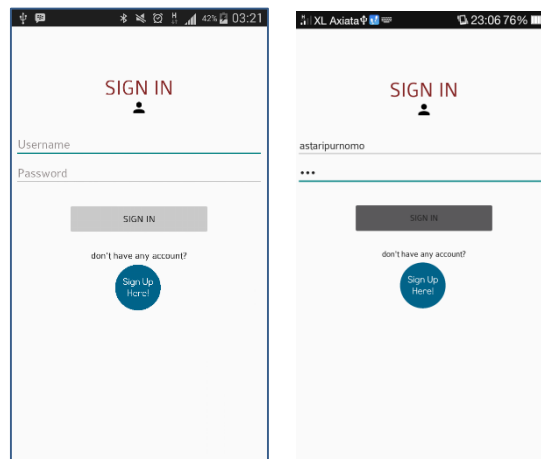 42% 03:21
SIGN IN
Username
Password
SIGN IN
don't have any account?
Sign Up
Here!
XL Axiata 23:06 76%
SIGN IN
astaripurnomo
•••
SIGN IN
don't have any account?
Sign Up
Here!